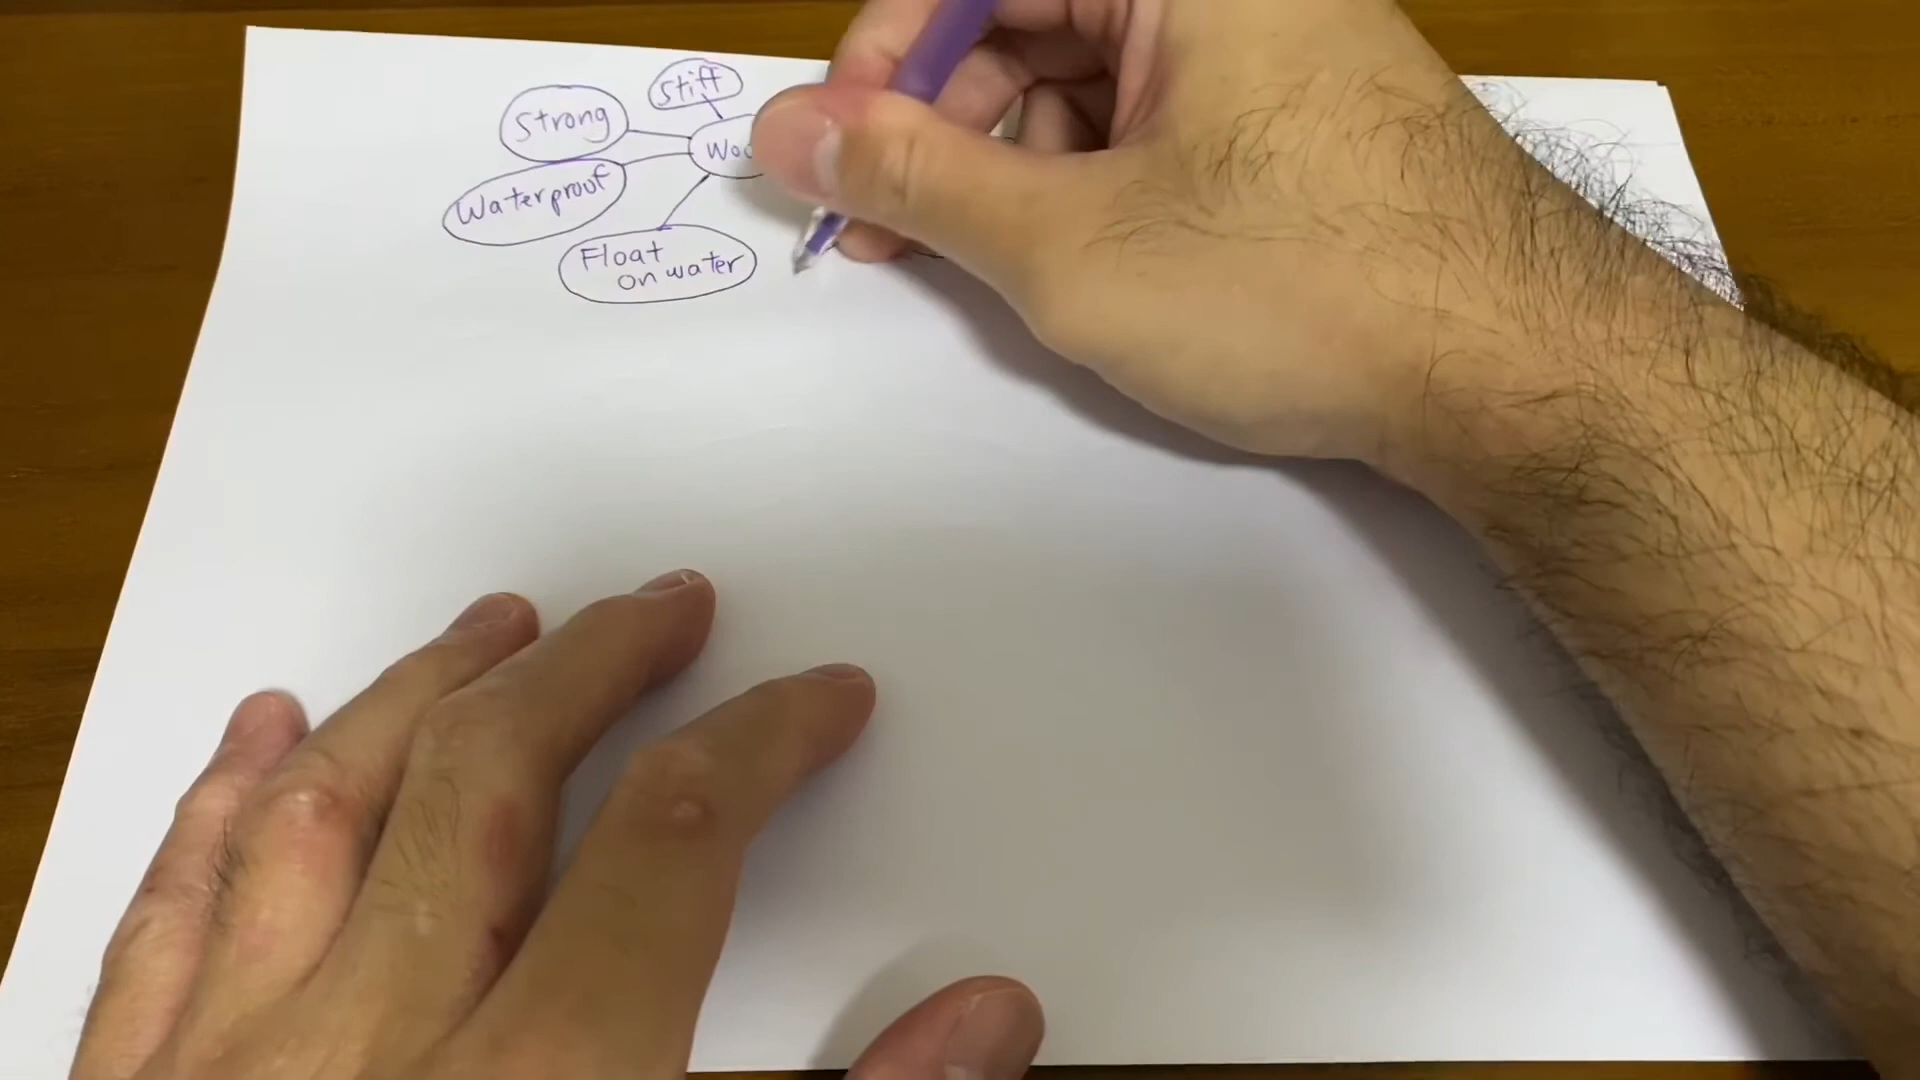 Stiff
Strong
Waterproof
Float
on water